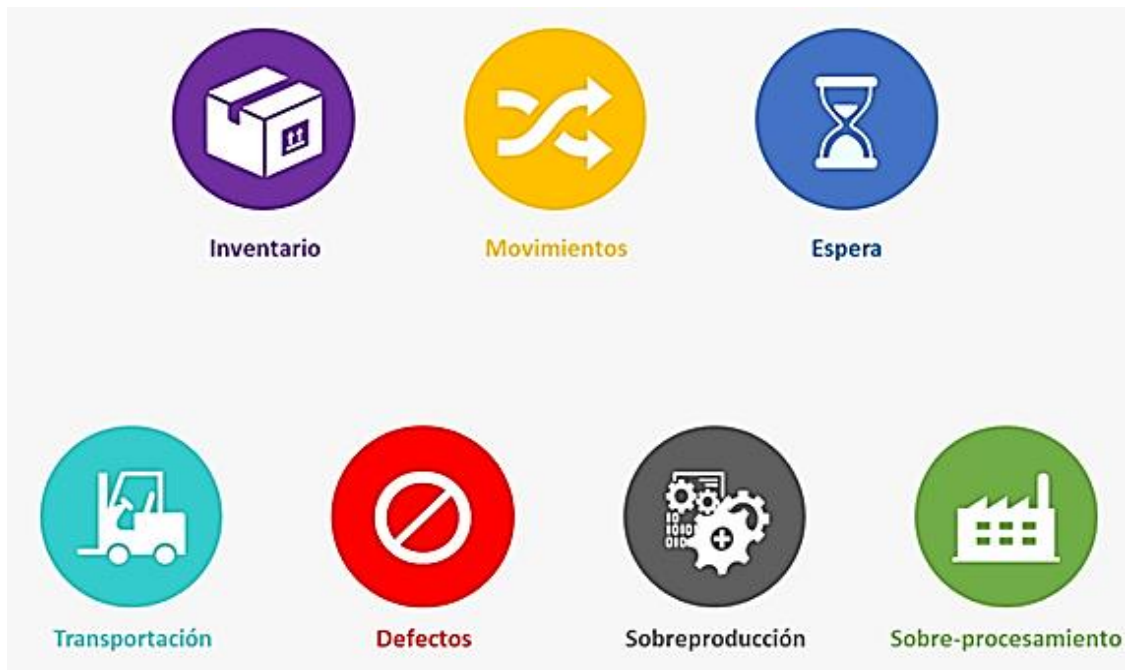 Inventario
Movimientos
Espera
Transportación
Defectos
Sobreproducción
Sobre-procesamiento